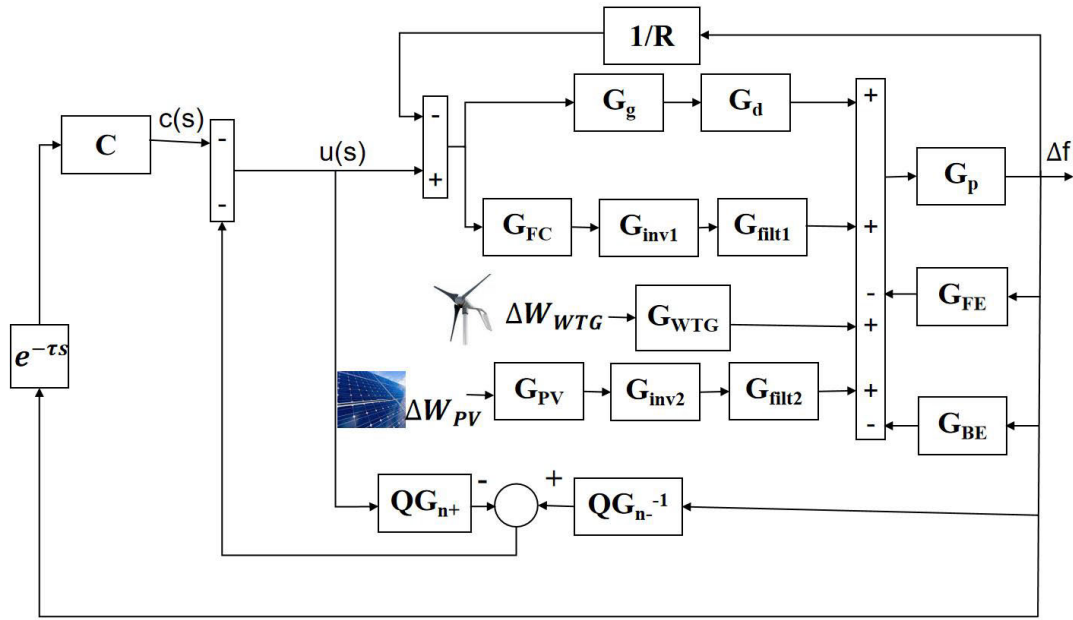 1/R
-
+
G_g
G_d
+
c(s)
C
-
-
u(s)
G_p
Δf
G_FC
G_inv1
G_filt1
+
-
G_FE
ΔW_WTG
G_WTG
+
e^{-τs}
ΔW_PV
G_PV
G_inv2
G_filt2
+
-
G_BE
QG_{n+}
-
+
QG_{n-}^{-1}